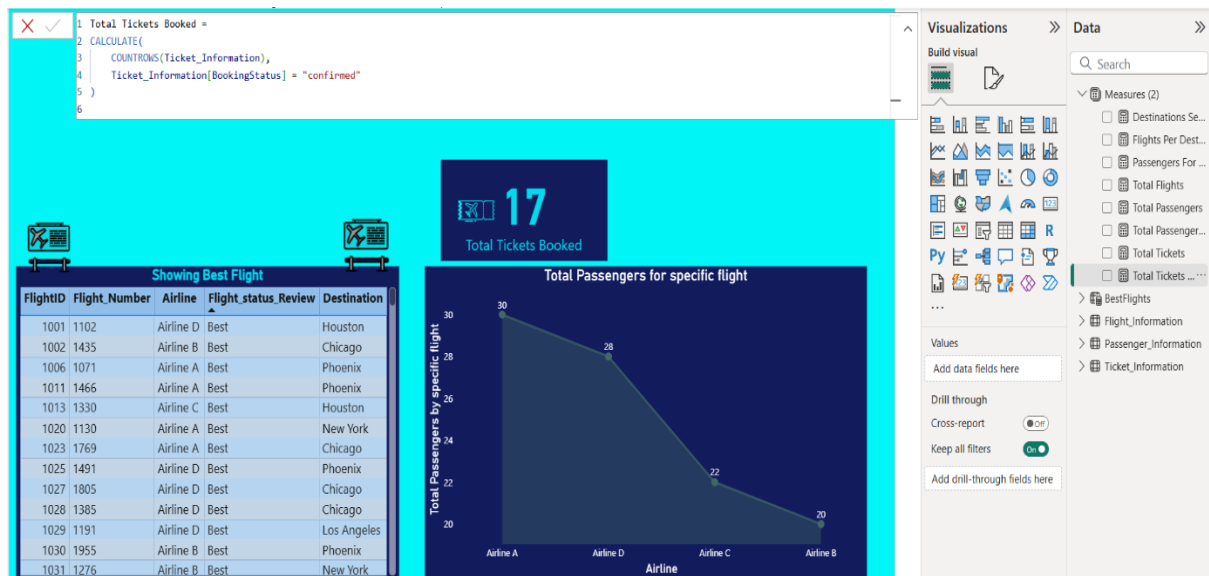 1 Total Tickets Booked =
2 CALCULATE(
3 COUNTROWS(Ticket_Information),
4 Ticket_Information[BookingStatus] = "confirmed"
5 )
6
17
Total Tickets Booked
Showing Best Flight
FlightID Flight_Number Airline Flight_status_Review Destination
1001 1102 Airline D Best Houston
1002 1435 Airline B Best Chicago
1006 1071 Airline A Best Phoenix
1011 1466 Airline A Best Phoenix
1013 1330 Airline C Best Houston
1020 1130 Airline A Best New York
1023 1769 Airline A Best Chicago
1025 1491 Airline D Best Phoenix
1027 1805 Airline D Best Chicago
1028 1385 Airline D Best Chicago
1029 1191 Airline D Best Los Angeles
1030 1955 Airline B Best Phoenix
1031 1276 Airline B Best New York
Total Passengers for specific flight
Total Passengers by specific flight
30
28
26
24
22
20
30
28
22
20
Airline A Airline D Airline C Airline B
Airline
Visualizations
Build visual
123
R
Py
...
Values
Add data fields here
Drill through
Cross-report Off
Keep all filters On
Add drill-through fields here
Data
Search
Measures (2)
Destinations Se...
Flights Per Dest...
Passengers For ...
Total Flights
Total Passengers
Total Passenger...
Total Tickets
Total Tickets ... ...
BestFlights
Flight_Information
Passenger_Information
Ticket_Information